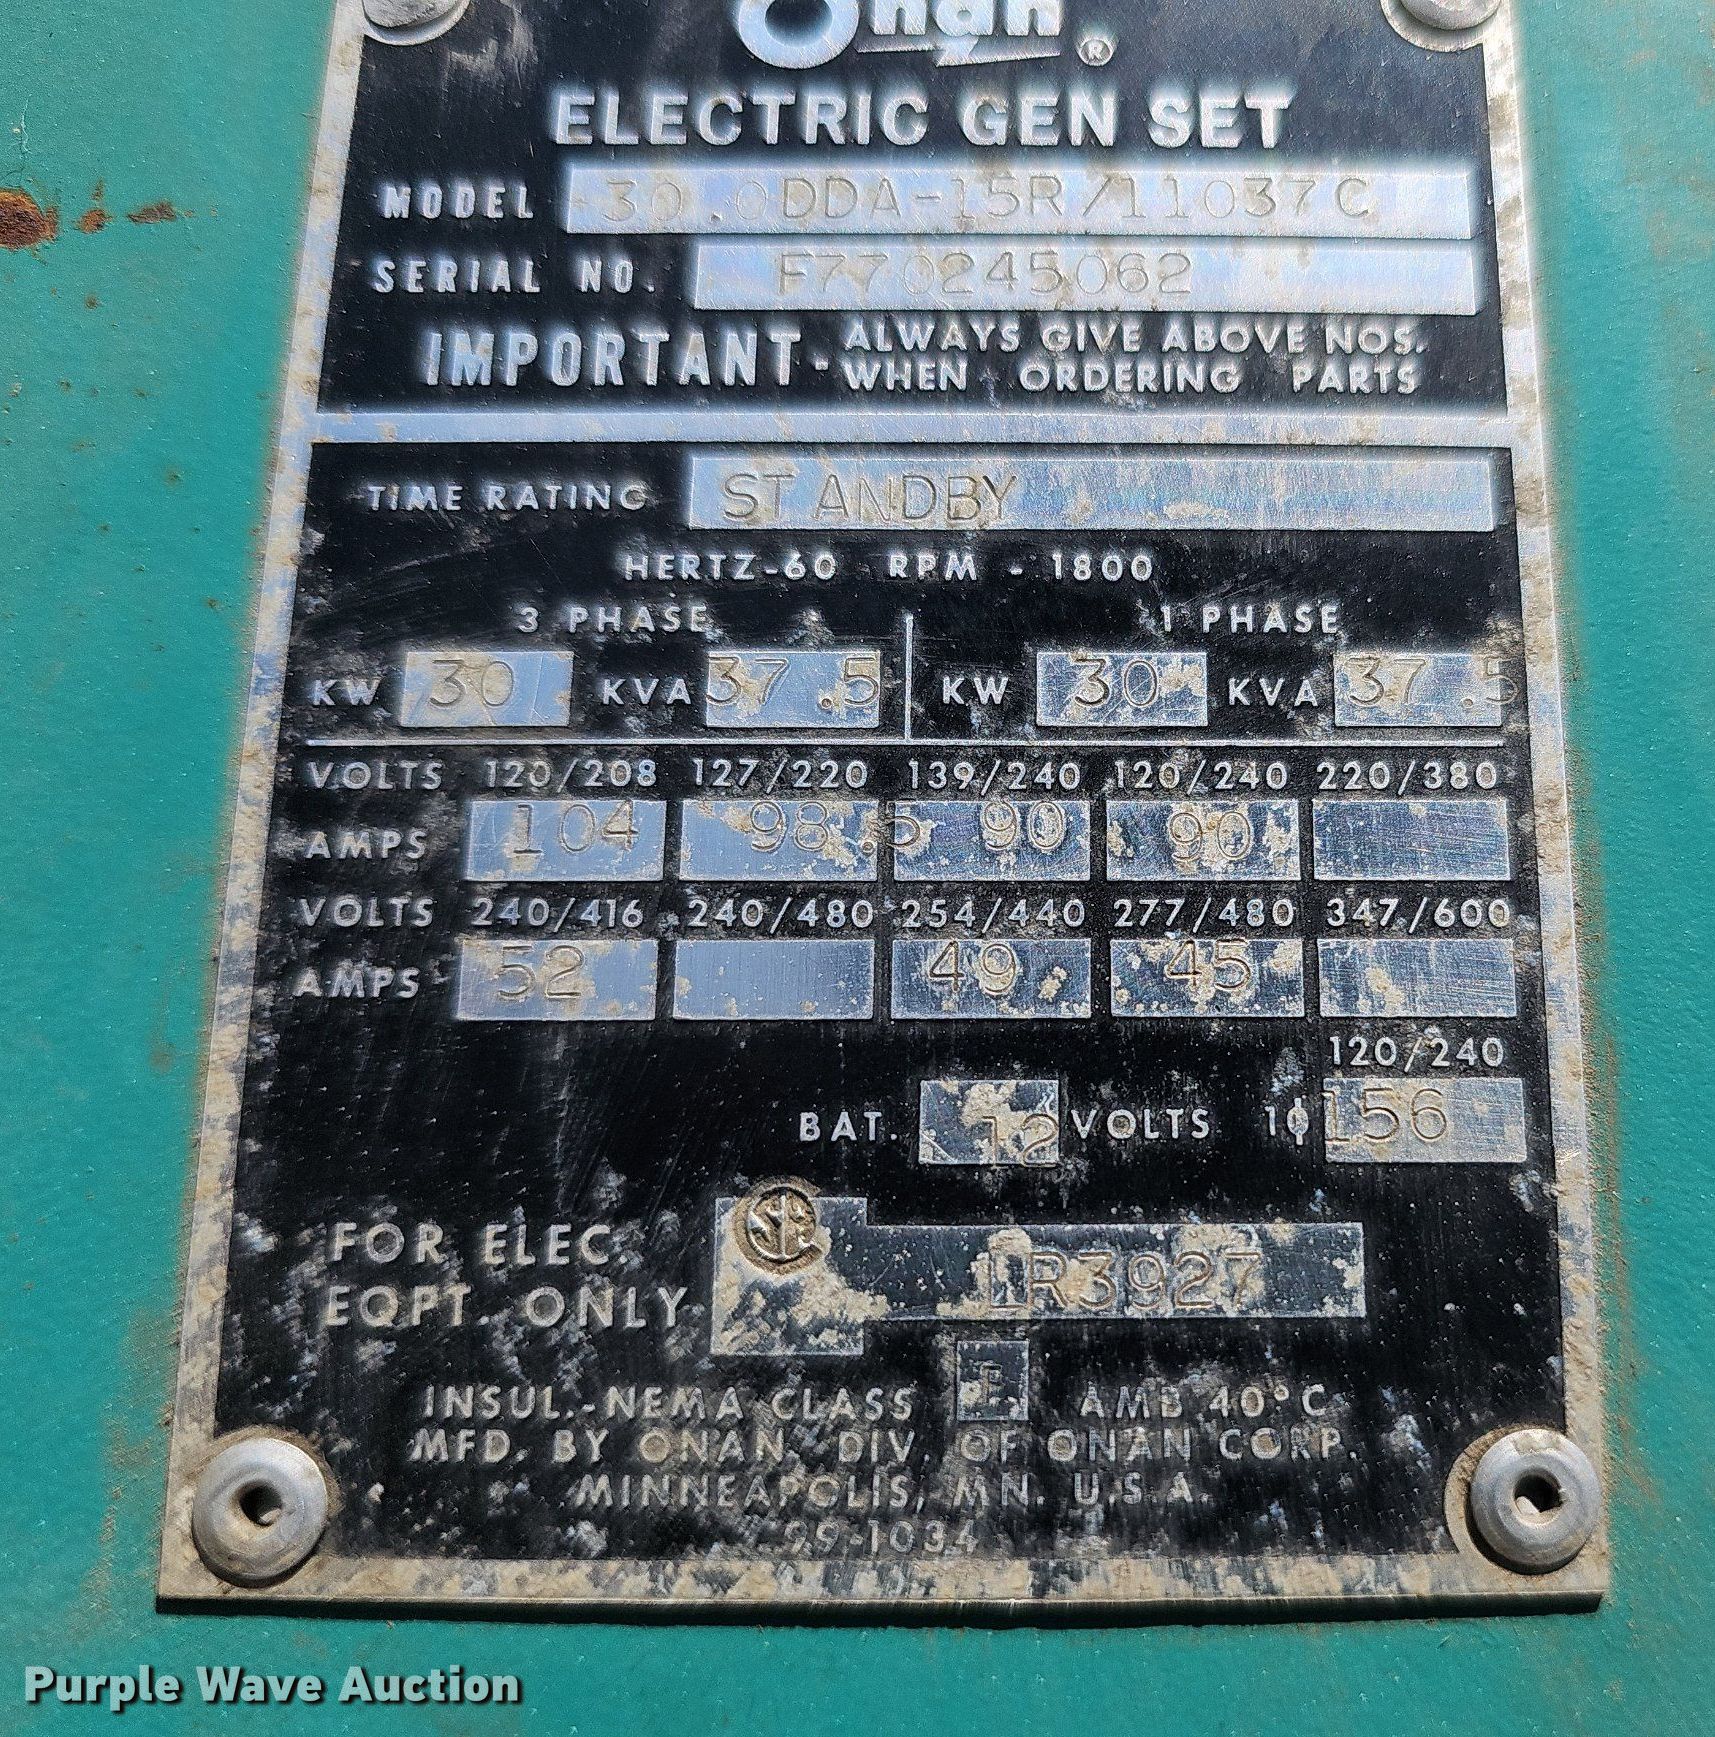 Onan®
ELECTRIC GEN SET
MODEL 30.0DDA-15R/11037C
SERIAL NO. F770245062
IMPORTANT- ALWAYS GIVE ABOVE NOS.
WHEN ORDERING PARTS
TIME RATING STANDBY
HERTZ-60 RPM - 1800
3 PHASE 1 PHASE
KW 30 KVA 37.5 KW 30 KVA 37.5
VOLTS 120/208 127/220 139/240 120/240 220/380
AMPS 104 98.5 90 90
VOLTS 240/416 240/480 254/440 277/480 347/600
AMPS 52 49 45
120/240
BAT. 12 VOLTS 1ϕ 156
FOR ELEC.
EQPT. ONLY LR3927
INSUL.-NEMA CLASS F AMB 40°C
MFD. BY ONAN, DIV. OF ONAN CORP.
MINNEAPOLIS, MN. U.S.A.
99-1034
Purple Wave Auction